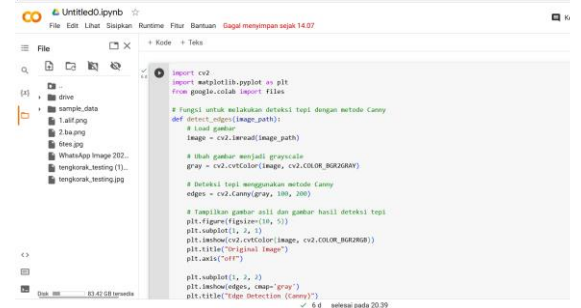 Untitled0.ipynb
File Edit Lihat Sisipkan Runtime Fitur Bantuan Gagal menyimpan sejak 14.07
File
+ Kode + Teks
..
drive
sample_data
1.alif.png
2.ba.png
6tes.jpg
WhatsApp Image 202...
tengkorak_testing (1)...
tengkorak_testing.jpg
import cv2
import matplotlib.pyplot as plt
from google.colab import files
# Fungsi untuk melakukan deteksi tepi dengan metode Canny
def detect_edges(image_path):
# Load gambar
image = cv2.imread(image_path)
# Ubah gambar menjadi grayscale
gray = cv2.cvtColor(image, cv2.COLOR_BGR2GRAY)
# Deteksi tepi menggunakan metode Canny
edges = cv2.Canny(gray, 100, 200)
# Tampilkan gambar asli dan gambar hasil deteksi tepi
plt.figure(figsize=(10, 5))
plt.subplot(1, 2, 1)
plt.imshow(cv2.cvtColor(image, cv2.COLOR_BGR2RGB))
plt.title("Original Image")
plt.axis("off")
plt.subplot(1, 2, 2)
plt.imshow(edges, cmap='gray')
plt.title("Edge Detection (Canny)")
Disk 83.42 GB tersedia
6 d selesai pada 20.39